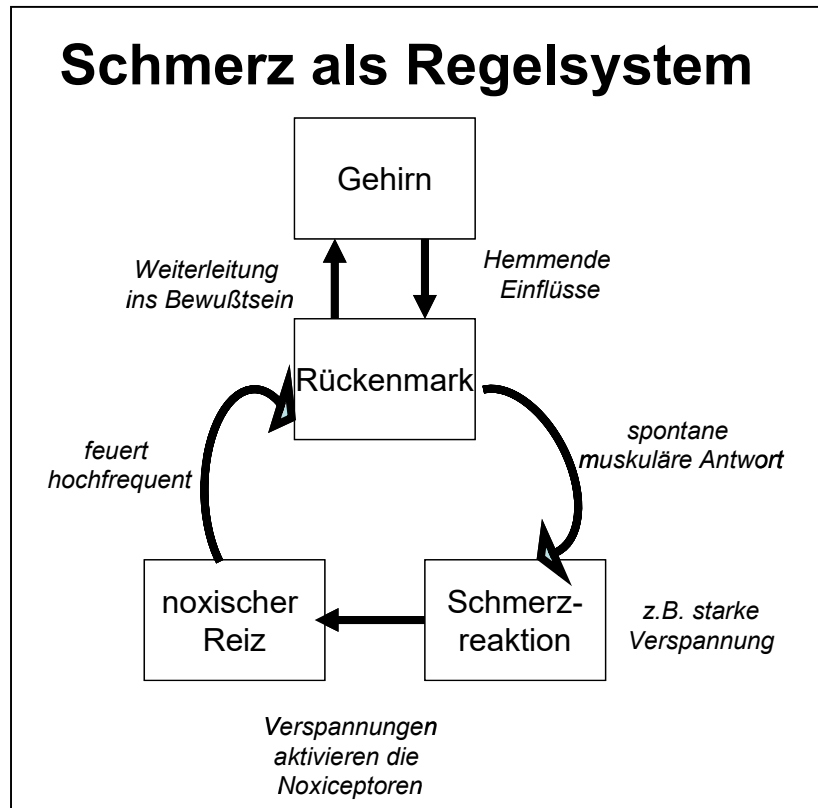 Schmerz als Regelsystem
Gehirn
Weiterleitung
ins Bewußtsein
Hemmende
Einflüsse
Rückenmark
feuert
hochfrequent
spontane
muskuläre Antwort
noxischer
Reiz
Schmerz-
reaktion
z.B. starke
Verspannung
Verspannungen
aktivieren die
Noxiceptoren